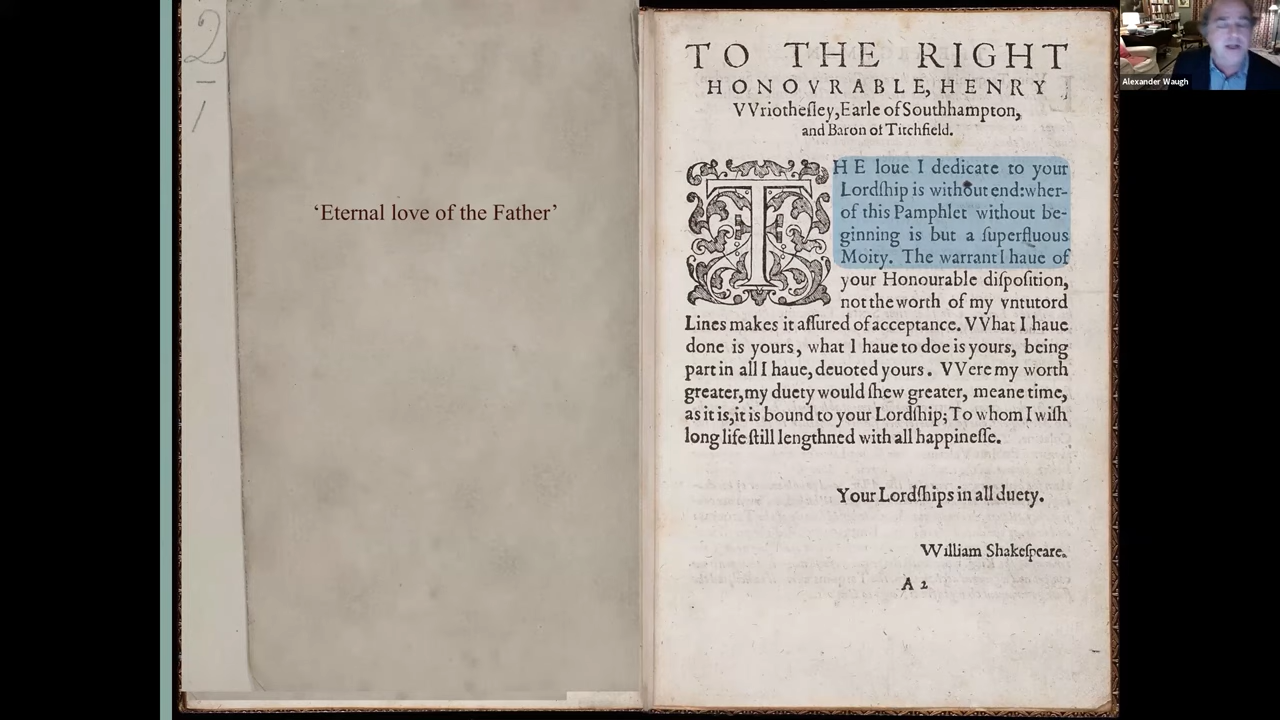 2
1
‘Eternal love of the Father’
TO THE RIGHT
HONOVRABLE, HENRY
VVriotheſley, Earle of Southhampton,
and Baron of Titchfield.
THE loue I dedicate to your
Lordſhip is without end:wher-
of this Pamphlet without be-
ginning is but a ſuperfluous
Moity. The warrant I haue of
your Honourable diſpoſition,
not the worth of my vntutord
Lines makes it aſſured of acceptance. VVhat I haue
done is yours, what I haue to doe is yours, being
part in all I haue, deuoted yours. VVere my worth
greater, my duety would ſhew greater, meane time,
as it is, it is bound to your Lordſhip; To whom I wiſh
long life ſtill lengthned with all happineſſe.
Your Lordſhips in all duety.
William Shakeſpeare.
A 2
Alexander Waugh